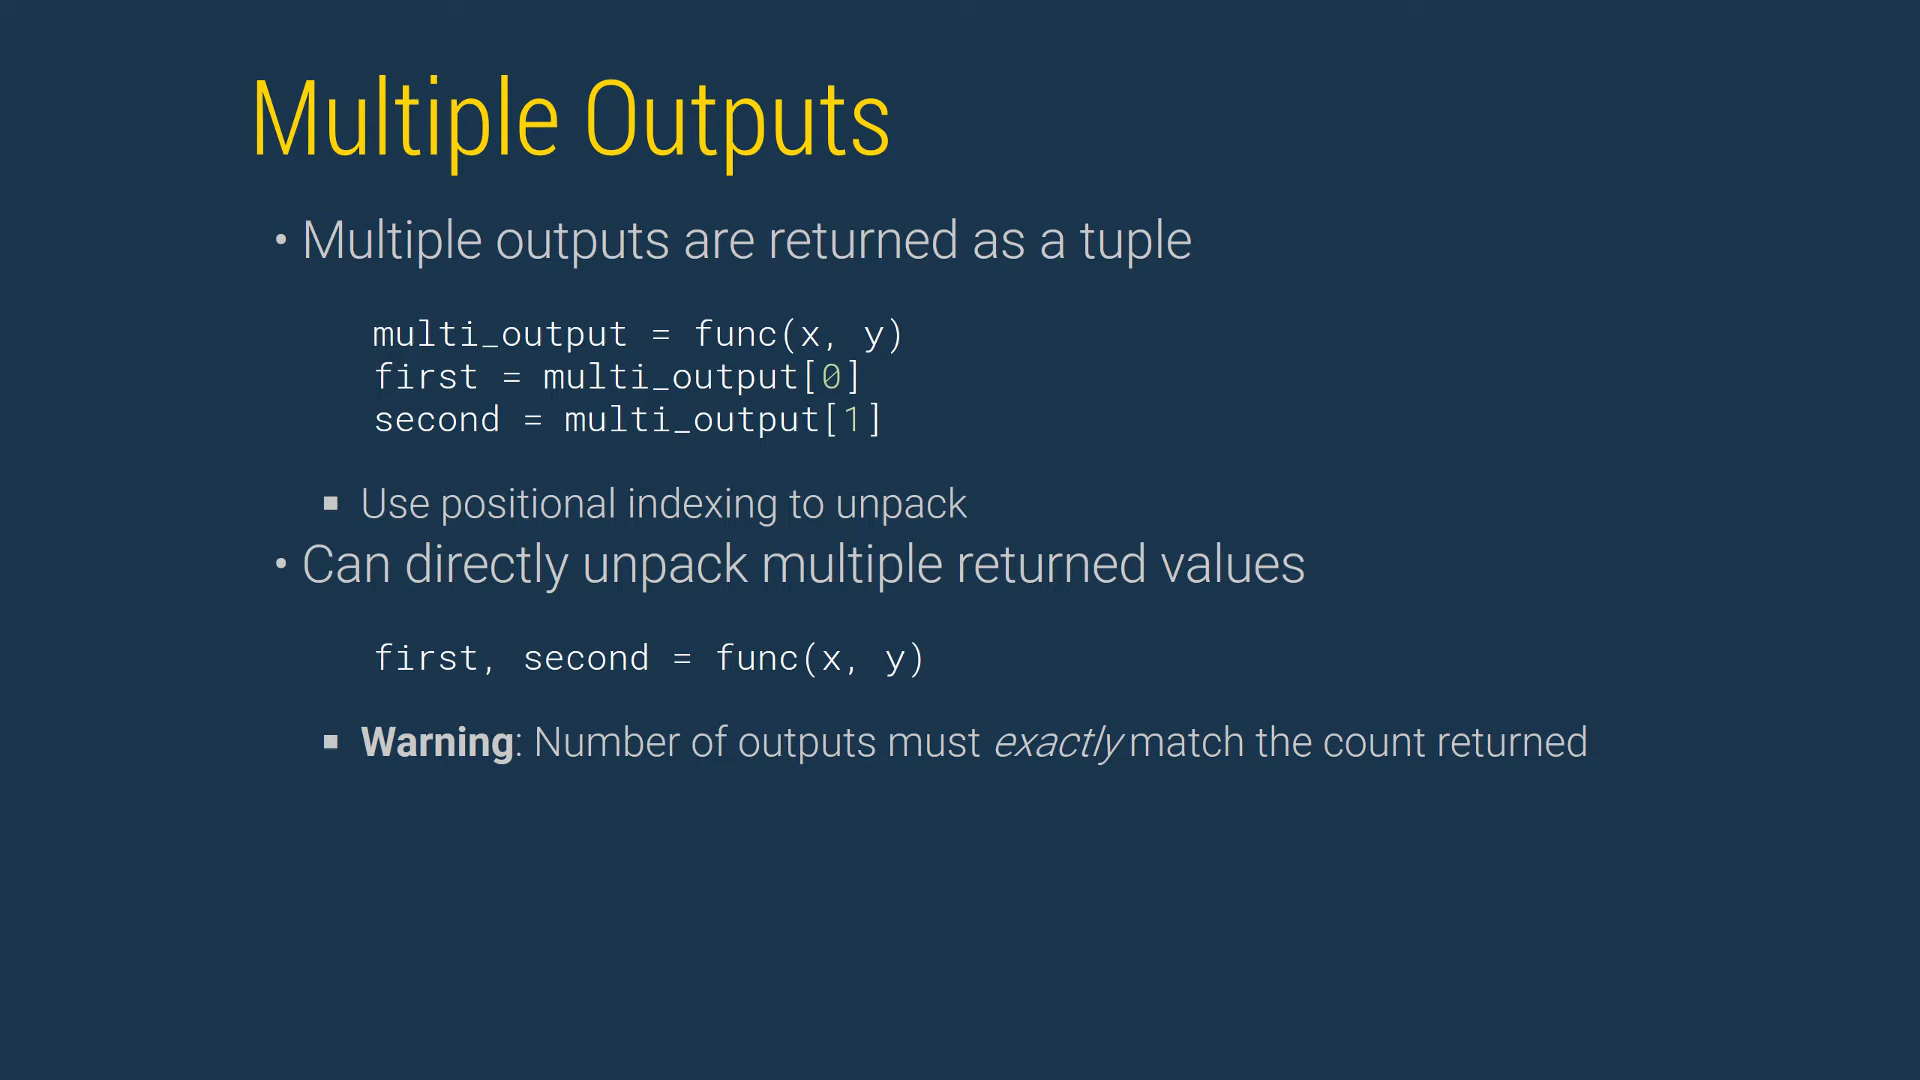 Multiple Outputs
• Multiple outputs are returned as a tuple
multi_output = func(x, y)
first = multi_output[0]
second = multi_output[1]
▪ Use positional indexing to unpack
• Can directly unpack multiple returned values
first, second = func(x, y)
▪ Warning: Number of outputs must exactly match the count returned